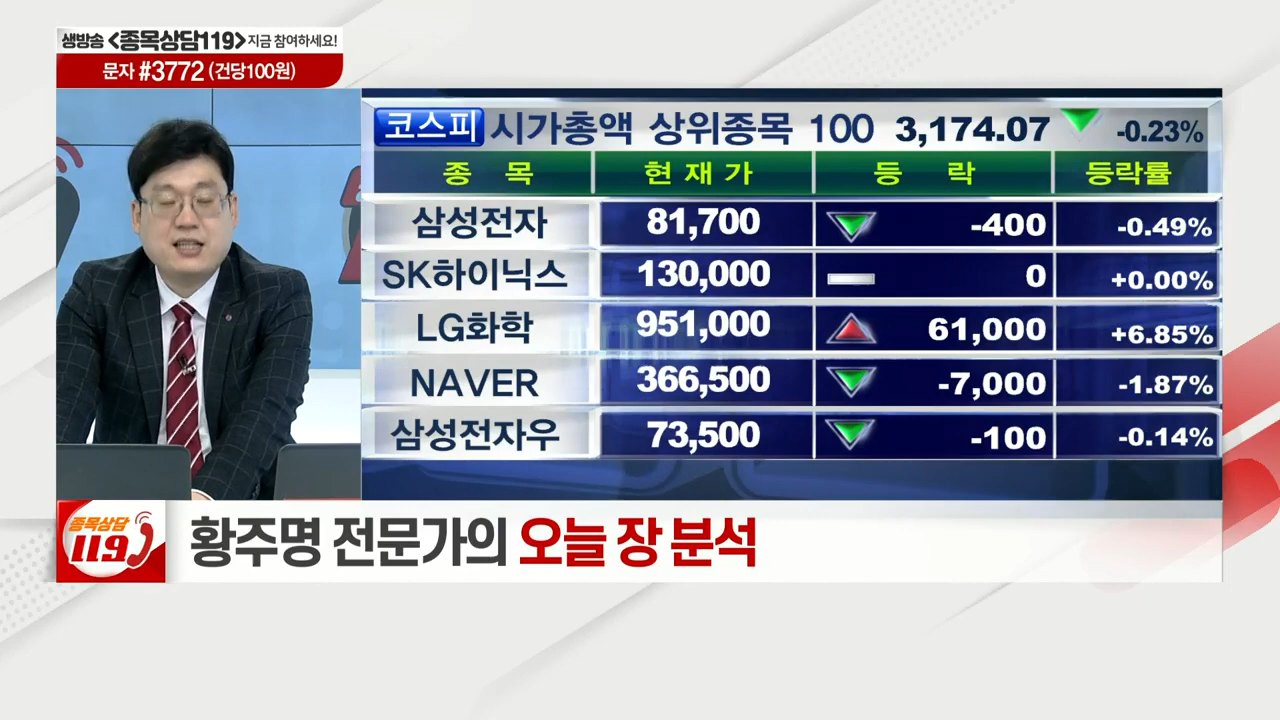 생방송 <종목상담119> 지금 참여하세요!
문자 #3772 (건당100원)
코스피 시가총액 상위종목 100 3,174.07 -0.23%
종 목 현 재 가 등 락 등락률
삼성전자 81,700 -400 -0.49%
SK하이닉스 130,000 0 +0.00%
LG화학 951,000 61,000 +6.85%
NAVER 366,500 -7,000 -1.87%
삼성전자우 73,500 -100 -0.14%
종목상담
119
황주명 전문가의 오늘 장 분석